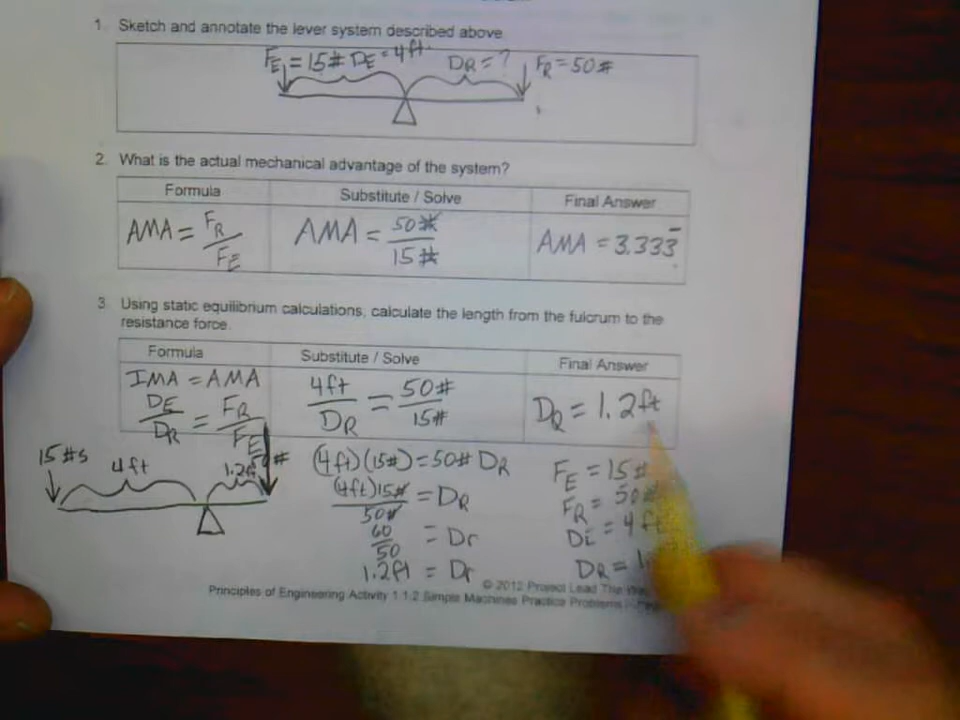 1. Sketch and annotate the lever system described above
FE = 15# DE = 4ft. DR = ? FR = 50#
2. What is the actual mechanical advantage of the system?
Formula Substitute / Solve Final Answer
AMA = FR/FE AMA = 50#/15# AMA = 3.333̅
3. Using static equilibrium calculations, calculate the length from the fulcrum to the
resistance force.
Formula Substitute / Solve Final Answer
IMA = AMA
DE/DR = FR/FE 4ft/DR = 50#/15# DR = 1.2ft
15#s 4ft 1.2ft 50#
(4ft)(15#) = 50# DR
(4ft)15#/50# = DR
60/50 = Dr
1.2ft = Dr
FE = 15#
FR = 50#
DE = 4ft
DR = 1.
© 2012 Project Lead The
Principles of Engineering Activity 1.1.2 Simple Machines Practice Problems